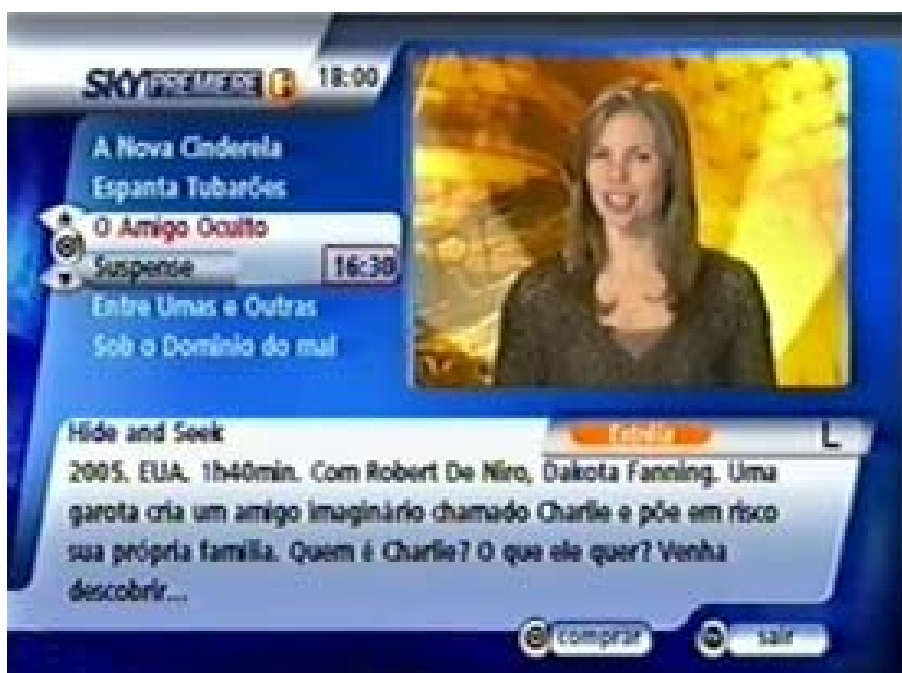 SKY PREMIERE 18:00
A Nova Cinderela
Espanta Tubarões
O Amigo Oculto
Suspense 16:30
Entre Umas e Outras
Sob o Domínio do mal
Hide and Seek
Estréia L
2005. EUA. 1h40min. Com Robert De Niro, Dakota Fanning. Uma
garota cria um amigo imaginário chamado Charlie e põe em risco
sua própria família. Quem é Charlie? O que ele quer? Venha
descobrir...
comprar sair